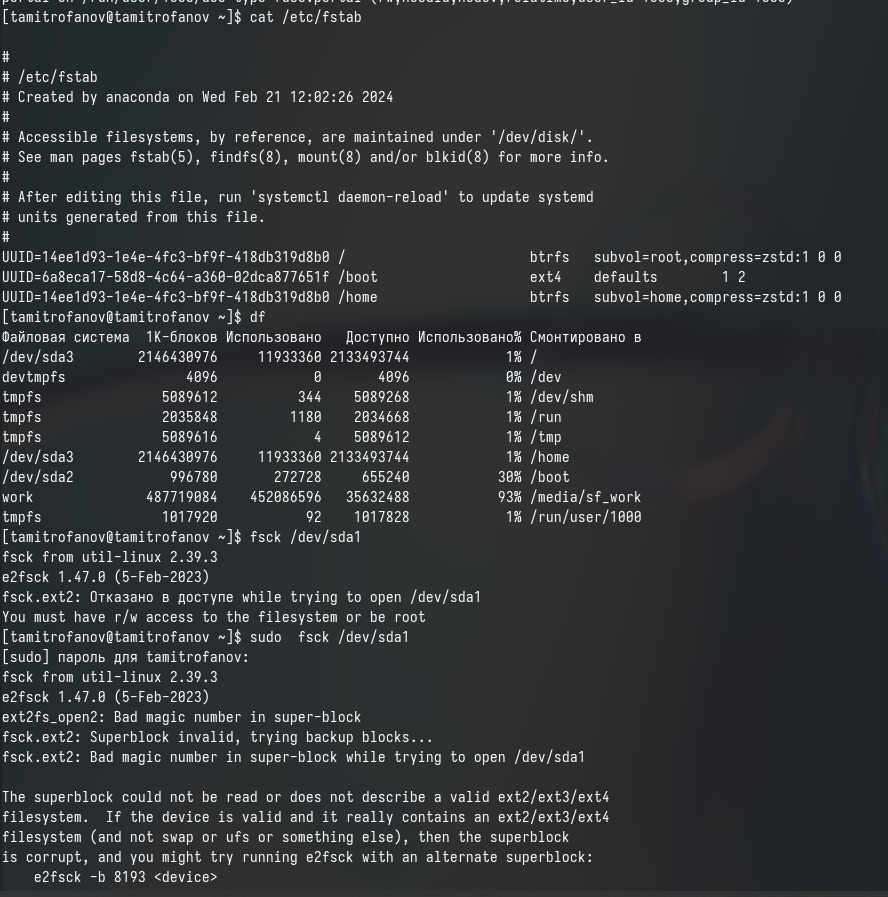 [tamitrofanov@tamitrofanov ~]$ cat /etc/fstab

#
# /etc/fstab
# Created by anaconda on Wed Feb 21 12:02:26 2024
#
# Accessible filesystems, by reference, are maintained under '/dev/disk/'.
# See man pages fstab(5), findfs(8), mount(8) and/or blkid(8) for more info.
#
# After editing this file, run 'systemctl daemon-reload' to update systemd
# units generated from this file.
#
UUID=14ee1d93-1e4e-4fc3-bf9f-418db319d8b0 /                       btrfs   subvol=root,compress=zstd:1 0 0
UUID=6a8eca17-58d8-4c64-a360-02dca877651f /boot                   ext4    defaults        1 2
UUID=14ee1d93-1e4e-4fc3-bf9f-418db319d8b0 /home                   btrfs   subvol=home,compress=zstd:1 0 0
[tamitrofanov@tamitrofanov ~]$ df
Файловая система  1K-блоков Использовано   Доступно Использовано% Смонтировано в
/dev/sda3        2146430976     11933360 2133493744            1% /
devtmpfs               4096            0       4096            0% /dev
tmpfs               5089612          344    5089268            1% /dev/shm
tmpfs               2035848         1180    2034668            1% /run
tmpfs               5089616            4    5089612            1% /tmp
/dev/sda3        2146430976     11933360 2133493744            1% /home
/dev/sda2            996780       272728     655240           30% /boot
work              487719084    452086596   35632488           93% /media/sf_work
tmpfs               1017920           92    1017828            1% /run/user/1000
[tamitrofanov@tamitrofanov ~]$ fsck /dev/sda1
fsck from util-linux 2.39.3
e2fsck 1.47.0 (5-Feb-2023)
fsck.ext2: Отказано в доступе while trying to open /dev/sda1
You must have r/w access to the filesystem or be root
[tamitrofanov@tamitrofanov ~]$ sudo  fsck /dev/sda1
[sudo] пароль для tamitrofanov:
fsck from util-linux 2.39.3
e2fsck 1.47.0 (5-Feb-2023)
ext2fs_open2: Bad magic number in super-block
fsck.ext2: Superblock invalid, trying backup blocks...
fsck.ext2: Bad magic number in super-block while trying to open /dev/sda1

The superblock could not be read or does not describe a valid ext2/ext3/ext4
filesystem.  If the device is valid and it really contains an ext2/ext3/ext4
filesystem (and not swap or ufs or something else), then the superblock
is corrupt, and you might try running e2fsck with an alternate superblock:
    e2fsck -b 8193 <device>